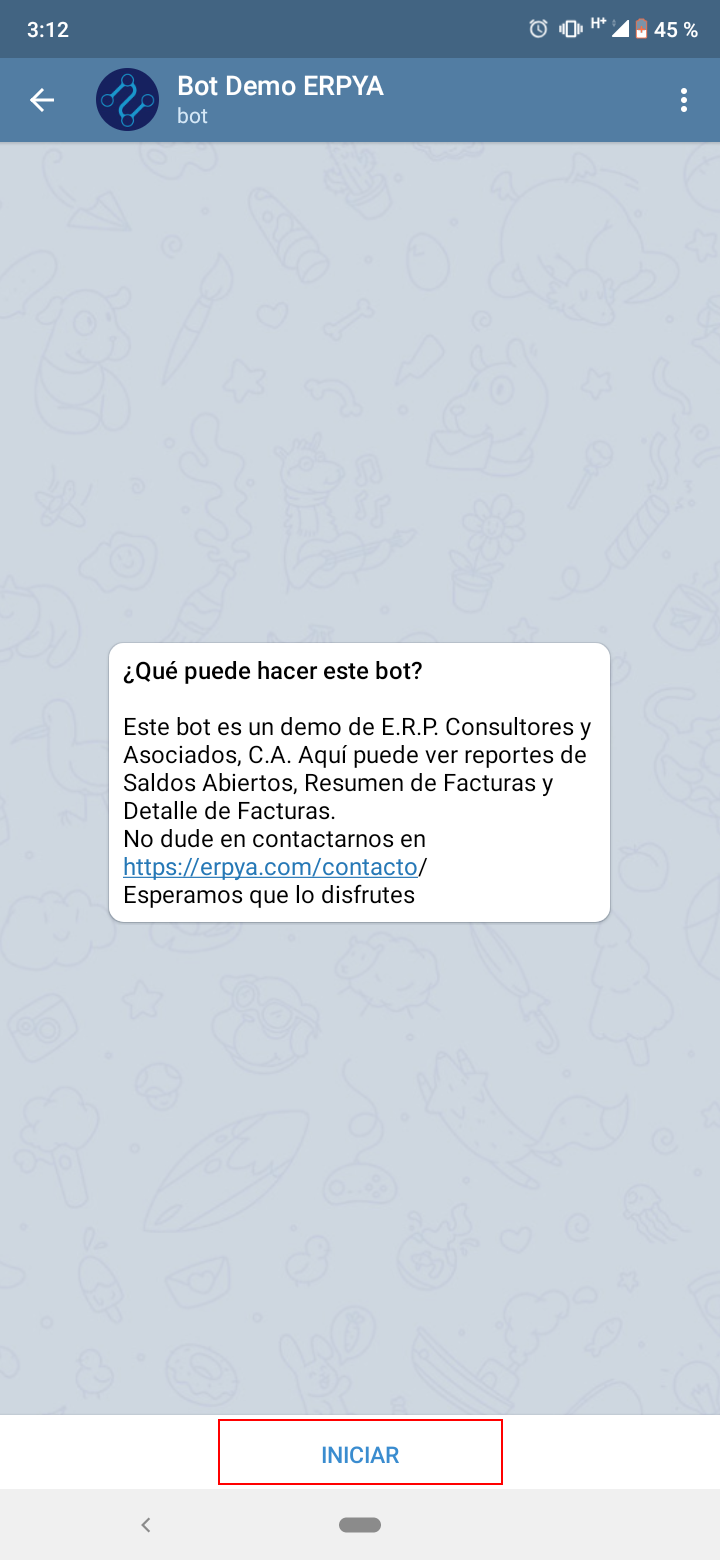 3:12
H+
45 %
Bot Demo ERPYA
bot
¿Qué puede hacer este bot?
Este bot es un demo de E.R.P. Consultores y
Asociados, C.A. Aquí puede ver reportes de
Saldos Abiertos, Resumen de Facturas y
Detalle de Facturas.
No dude en contactarnos en
https://erpya.com/contacto/
Esperamos que lo disfrutes
INICIAR